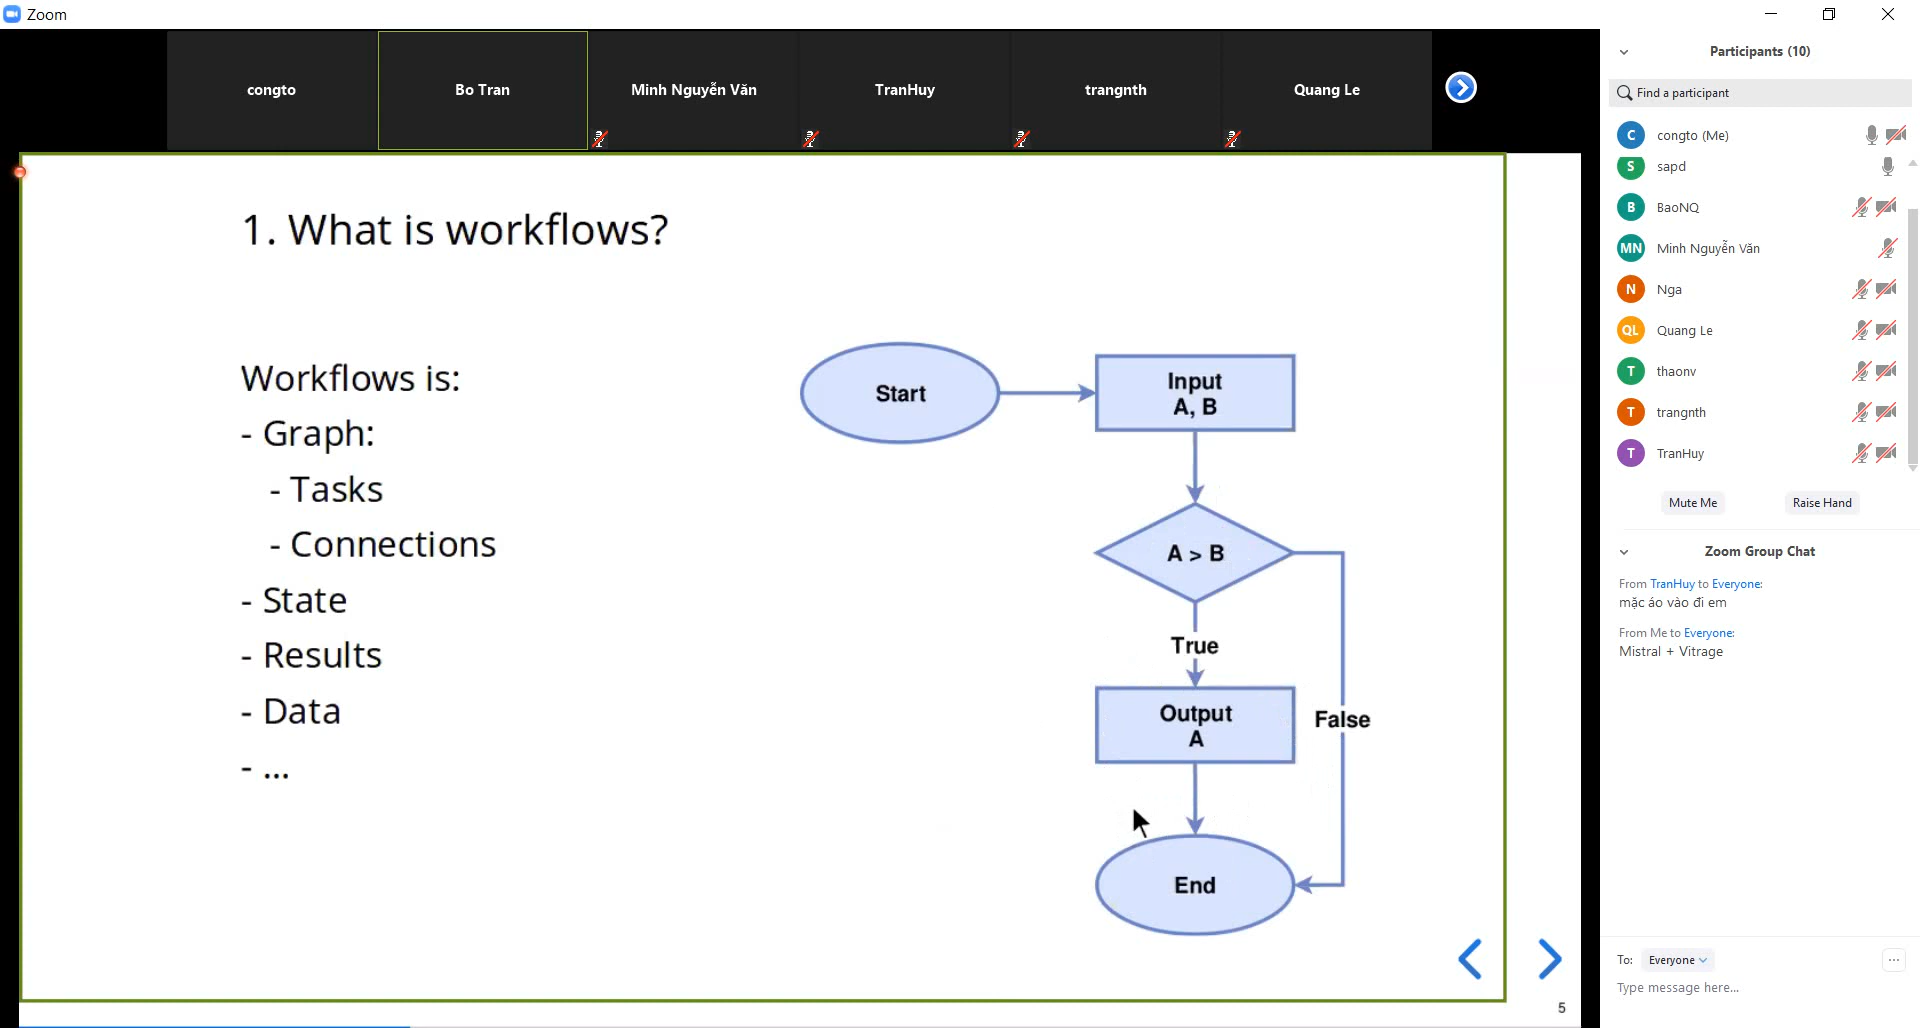 Zoom
congto
Bo Tran
Minh Nguyễn Văn
TranHuy
trangnth
Quang Le
1. What is workflows?
Workflows is:
- Graph:
- Tasks
- Connections
- State
- Results
- Data
- ...
Start
Input
A, B
A > B
True
Output
A
False
End
5
Participants (10)
Find a participant
C congto (Me)
S sapd
B BaoNQ
MN Minh Nguyễn Văn
N Nga
QL Quang Le
T thaonv
T trangnth
T TranHuy
Mute Me
Raise Hand
Zoom Group Chat
From TranHuy to Everyone:
mặc áo vào đi em
From Me to Everyone:
Mistral + Vitrage
To: Everyone
Type message here...